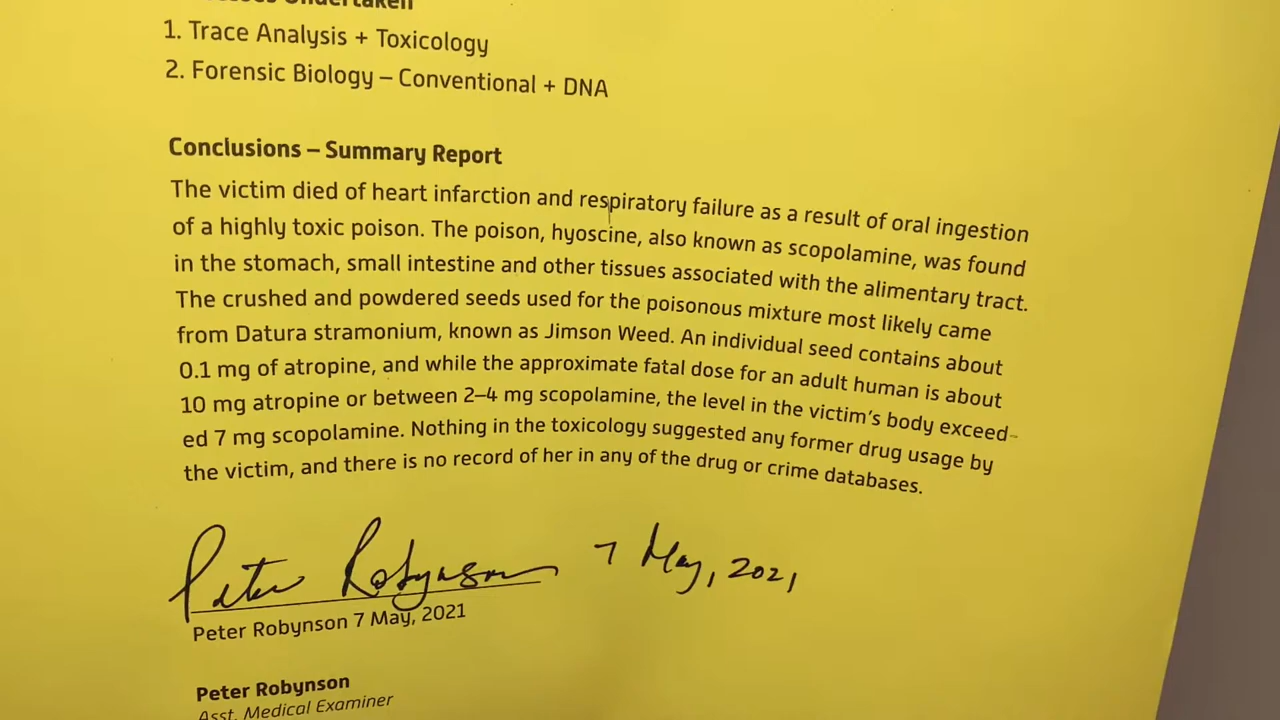 Undertaken
1. Trace Analysis + Toxicology
2. Forensic Biology – Conventional + DNA
Conclusions – Summary Report
The victim died of heart infarction and respiratory failure as a result of oral ingestion
of a highly toxic poison. The poison, hyoscine, also known as scopolamine, was found
in the stomach, small intestine and other tissues associated with the alimentary tract.
The crushed and powdered seeds used for the poisonous mixture most likely came
from Datura stramonium, known as Jimson Weed. An individual seed contains about
0.1 mg of atropine, and while the approximate fatal dose for an adult human is about
10 mg atropine or between 2–4 mg scopolamine, the level in the victim's body exceed-
ed 7 mg scopolamine. Nothing in the toxicology suggested any former drug usage by
the victim, and there is no record of her in any of the drug or crime databases.
Peter Robynson 7 May, 2021
Peter Robynson 7 May, 2021
Peter Robynson
Asst. Medical Examiner